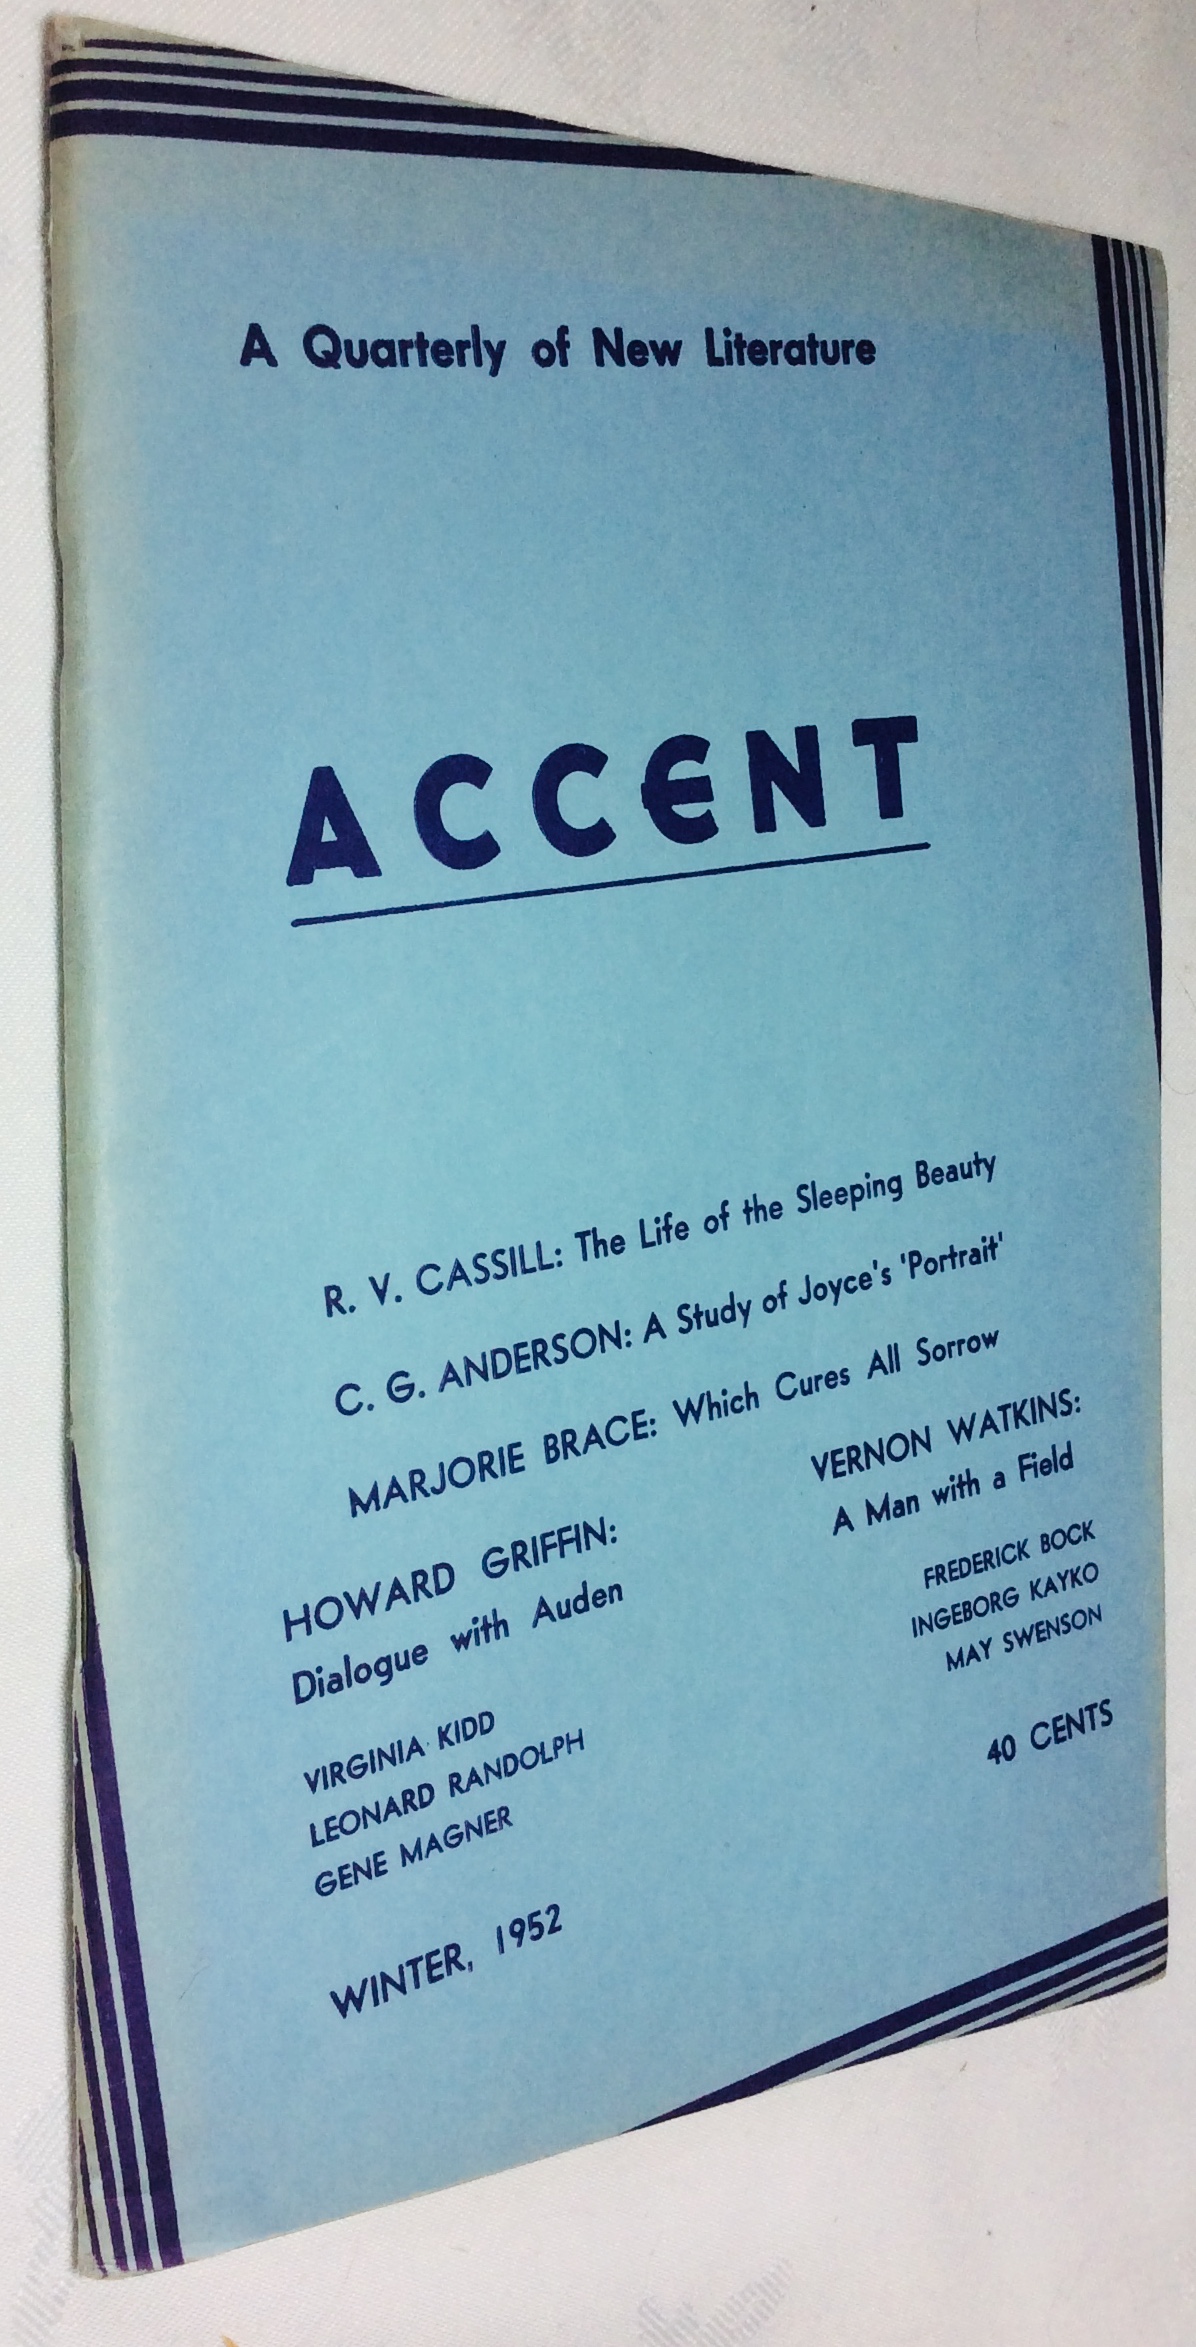 A Quarterly of New Literature
ACCENT
R. V. CASSILL: The Life of the Sleeping Beauty
C. G. ANDERSON: A Study of Joyce's 'Portrait'
MARJORIE BRACE: Which Cures All Sorrow
HOWARD GRIFFIN:
Dialogue with Auden
VIRGINIA KIDD
LEONARD RANDOLPH
GENE MAGNER
WINTER, 1952
VERNON WATKINS:
A Man with a Field
FREDERICK BOCK
INGEBORG KAYKO
MAY SWENSON
40 CENTS